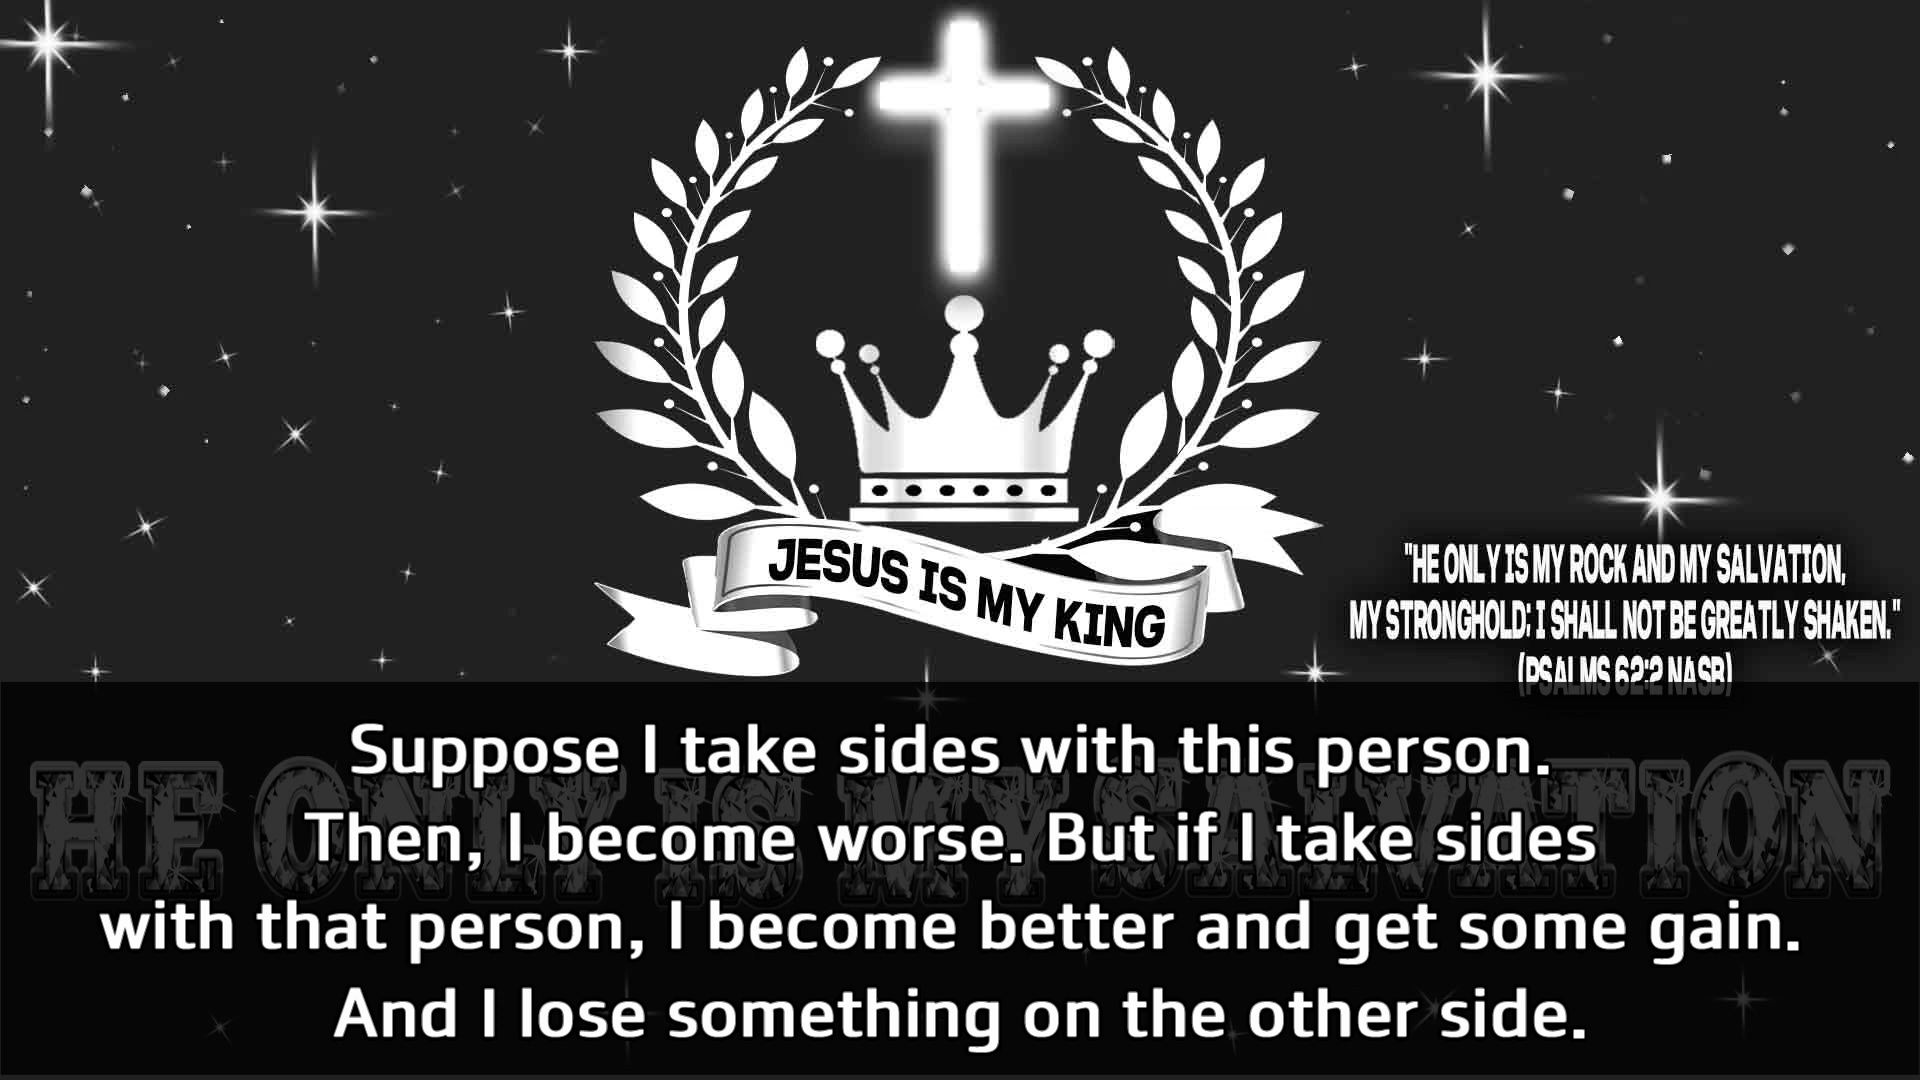 JESUS IS MY KING
"HE ONLY IS MY ROCK AND MY SALVATION,
MY STRONGHOLD; I SHALL NOT BE GREATLY SHAKEN."
(PSALMS 62:2 NASB)
HE ONLY IS MY SALVATION
Suppose I take sides with this person.
Then, I become worse. But if I take sides
with that person, I become better and get some gain.
And I lose something on the other side.